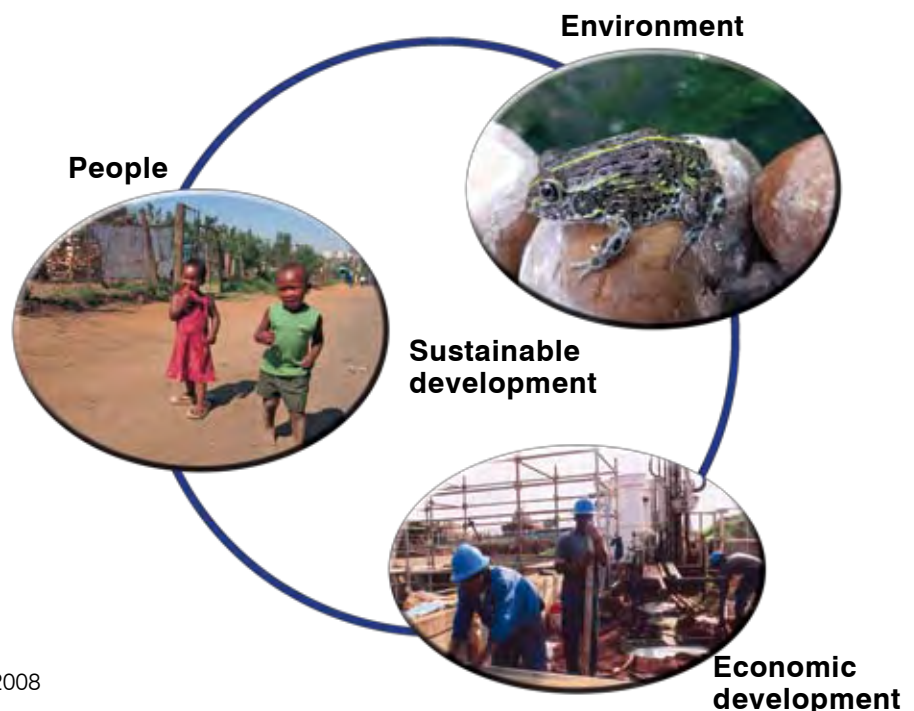 Environment
People
Sustainable
development
Economic
development
2008